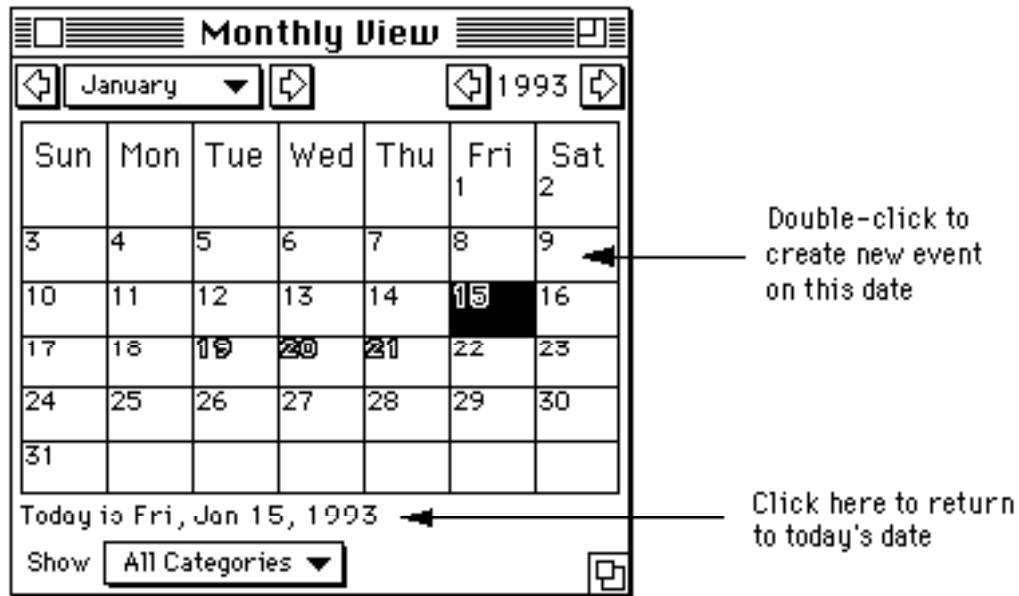 Monthly View
January 1993
Sun Mon Tue Wed Thu Fri Sat
1 2
3 4 5 6 7 8 9
10 11 12 13 14 15 16
17 18 19 20 21 22 23
24 25 26 27 28 29 30
31
Today is Fri, Jan 15, 1993
Show All Categories
Double-click to
create new event
on this date
Click here to return
to today's date